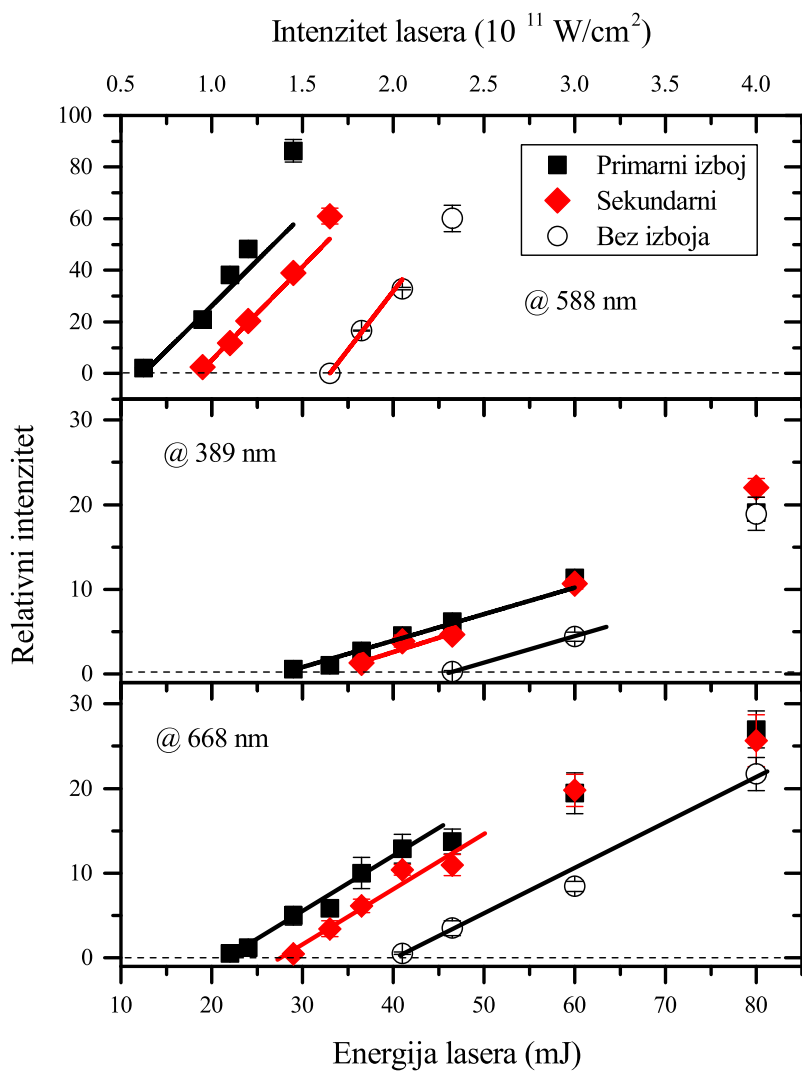 Intenzitet lasera (10 ¹¹ W/cm²)
0.5 1.0 1.5 2.0 2.5 3.0 3.5 4.0
100
80
60
40
20
0
Primarni izboj
Sekundarni
Bez izboja
@ 588 nm
Relativni intenzitet
30
20
10
0
@ 389 nm
30
20
10
0
@ 668 nm
10 20 30 40 50 60 70 80
Energija lasera (mJ)